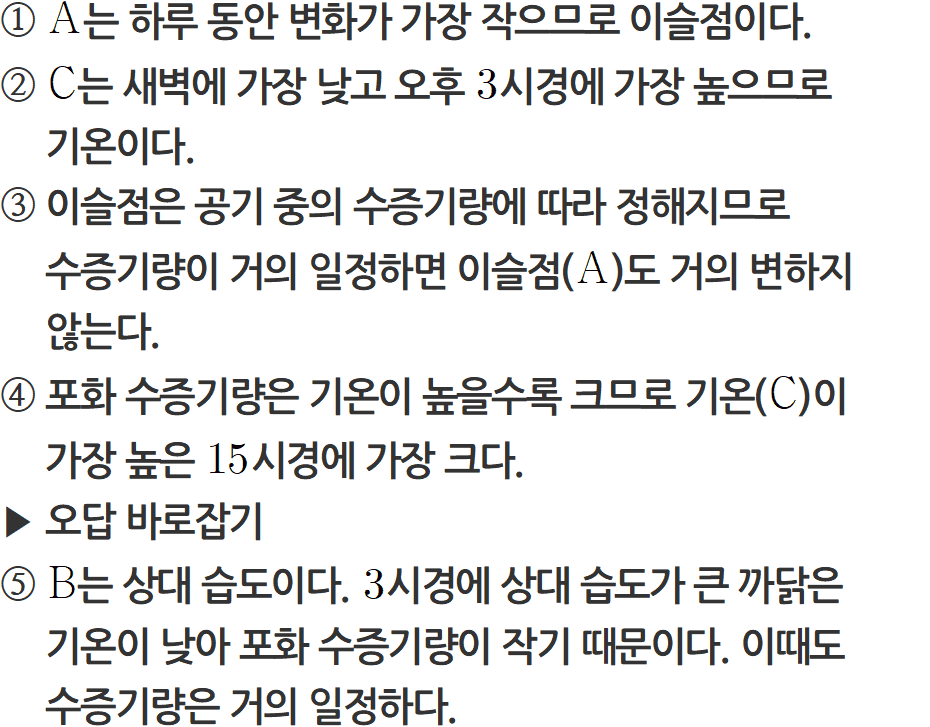 ① A는 하루 동안 변화가 가장 작으므로 이슬점이다.
② C는 새벽에 가장 낮고 오후 3시경에 가장 높으므로
기온이다.
③ 이슬점은 공기 중의 수증기량에 따라 정해지므로
수증기량이 거의 일정하면 이슬점(A)도 거의 변하지
않는다.
④ 포화 수증기량은 기온이 높을수록 크므로 기온(C)이
가장 높은 15시경에 가장 크다.
▶ 오답 바로잡기
⑤ B는 상대 습도이다. 3시경에 상대 습도가 큰 까닭은
기온이 낮아 포화 수증기량이 작기 때문이다. 이때도
수증기량은 거의 일정하다.